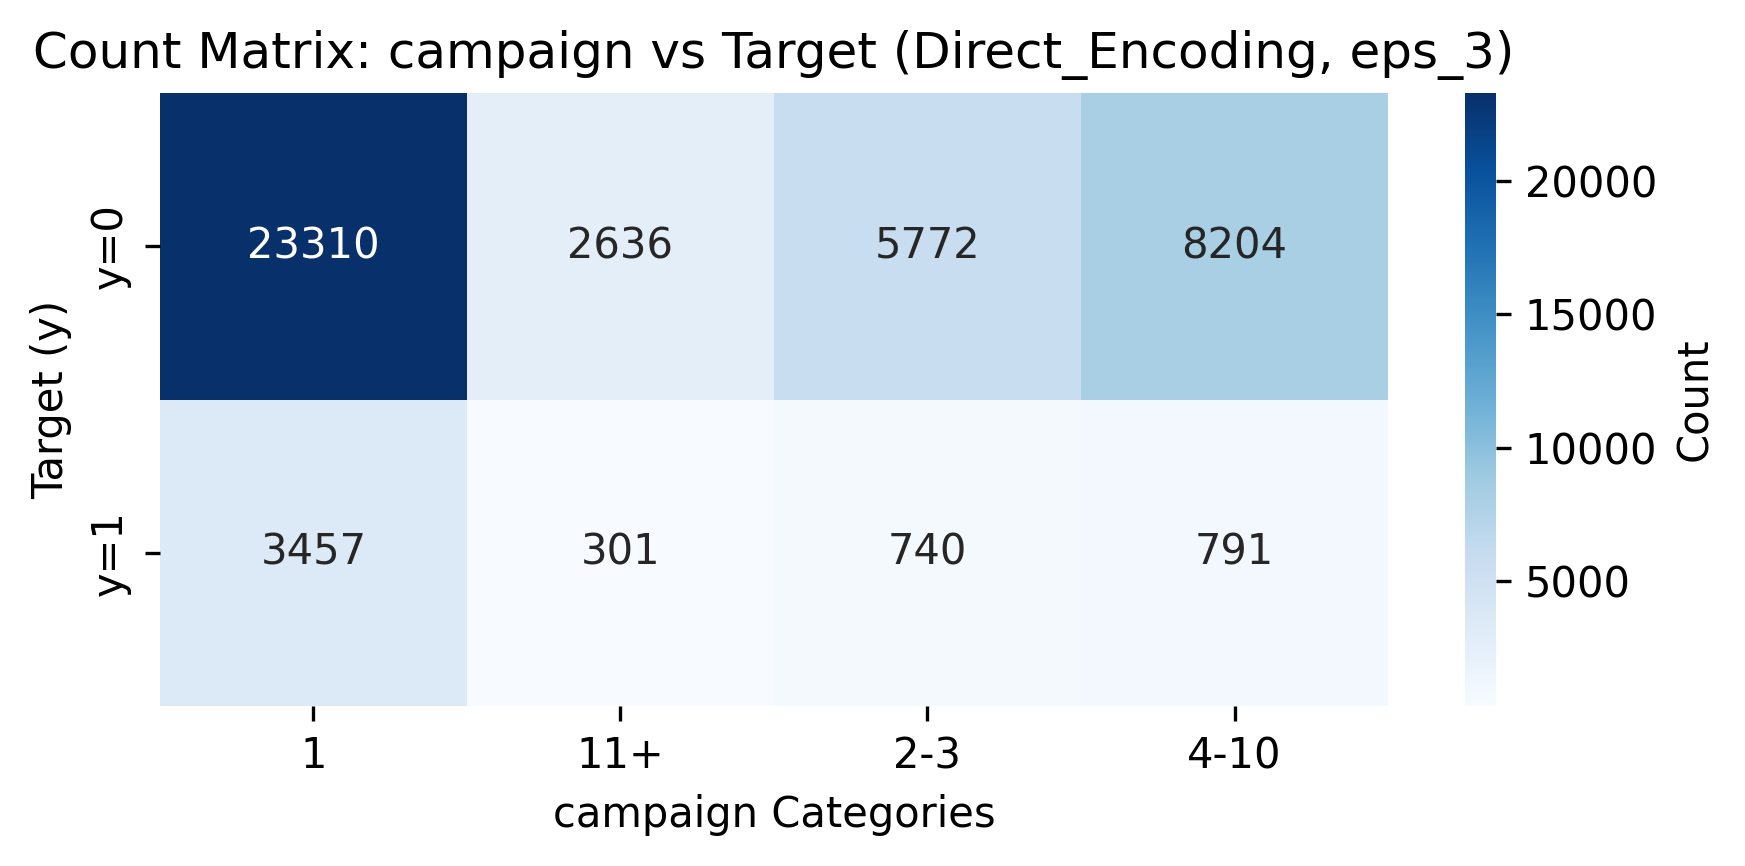 Count Matrix: campaign vs Target (Direct_Encoding, eps_3)
Target (y)
y=0
23310 2636 5772 8204
y=1
3457 301 740 791
1 11+ 2-3 4-10
campaign Categories
20000
15000
10000
5000
Count